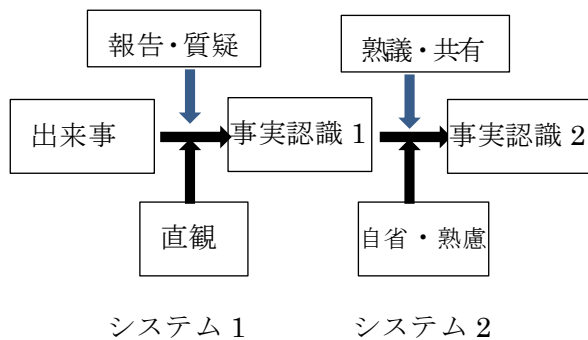 報告・質疑
熟議・共有
出来事
事実認識 1
事実認識 2
直観
自省・熟慮
システム 1
システム 2